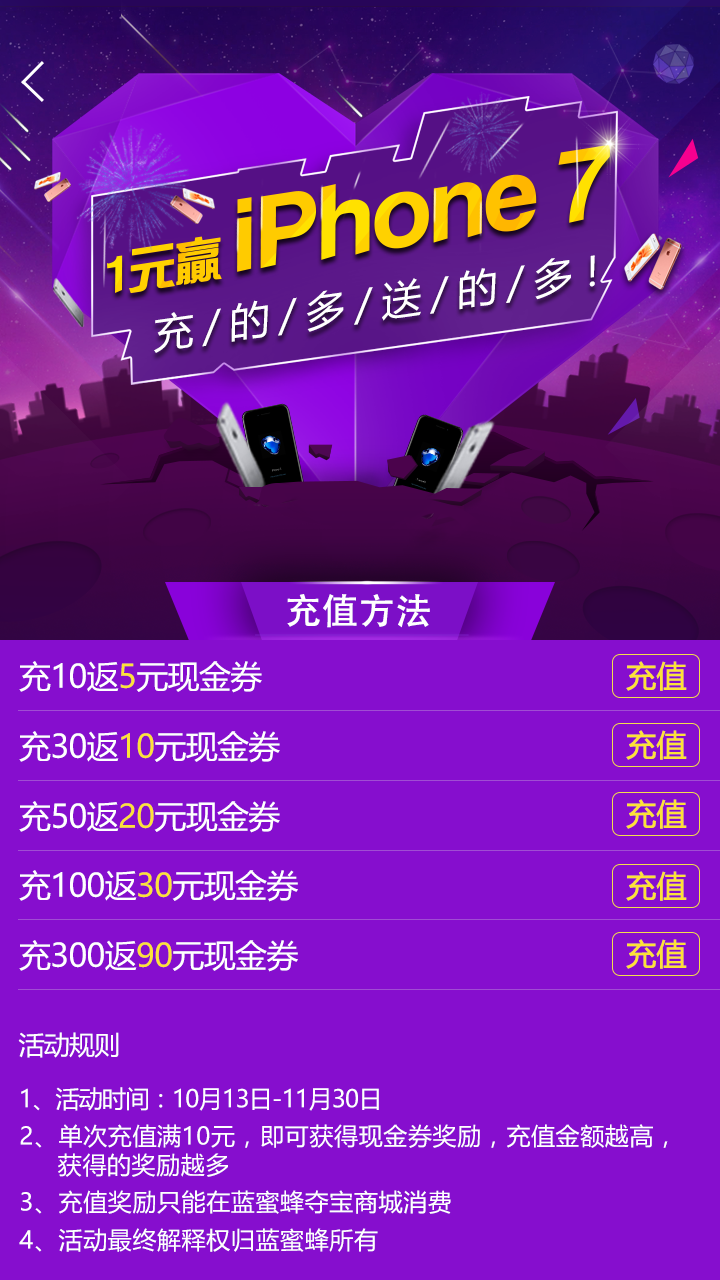 1元赢 iPhone 7
充/的/多/送/的/多!
充值方法
充10返5元现金券 充值
充30返10元现金券 充值
充50返20元现金券 充值
充100返30元现金券 充值
充300返90元现金券 充值
活动规则
1、活动时间：10月13日-11月30日
2、单次充值满10元，即可获得现金券奖励，充值金额越高，
获得的奖励越多
3、充值奖励只能在蓝蜜蜂夺宝商城消费
4、活动最终解释权归蓝蜜蜂所有